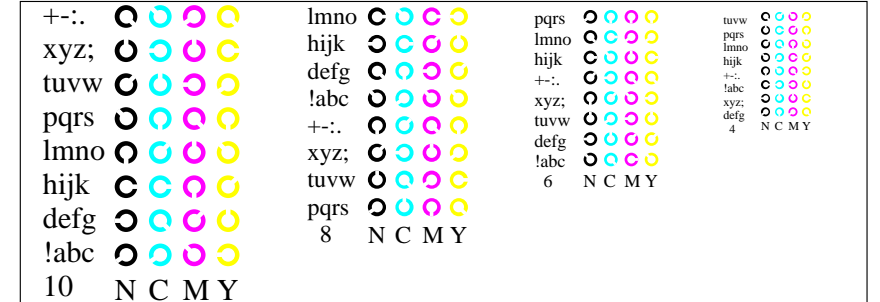 +-:.
xyz;
tuvw
pqrs
lmno
hijk
defg
!abc
10 N C M Y
lmno
hijk
defg
!abc
+-:.
xyz;
tuvw
pqrs
8 N C M Y
pqrs
lmno
hijk
+-:.
xyz;
tuvw
defg
!abc
6 N C M Y
tuvw
pqrs
lmno
hijk
+-:.
!abc
xyz;
defg
4 N C M Y